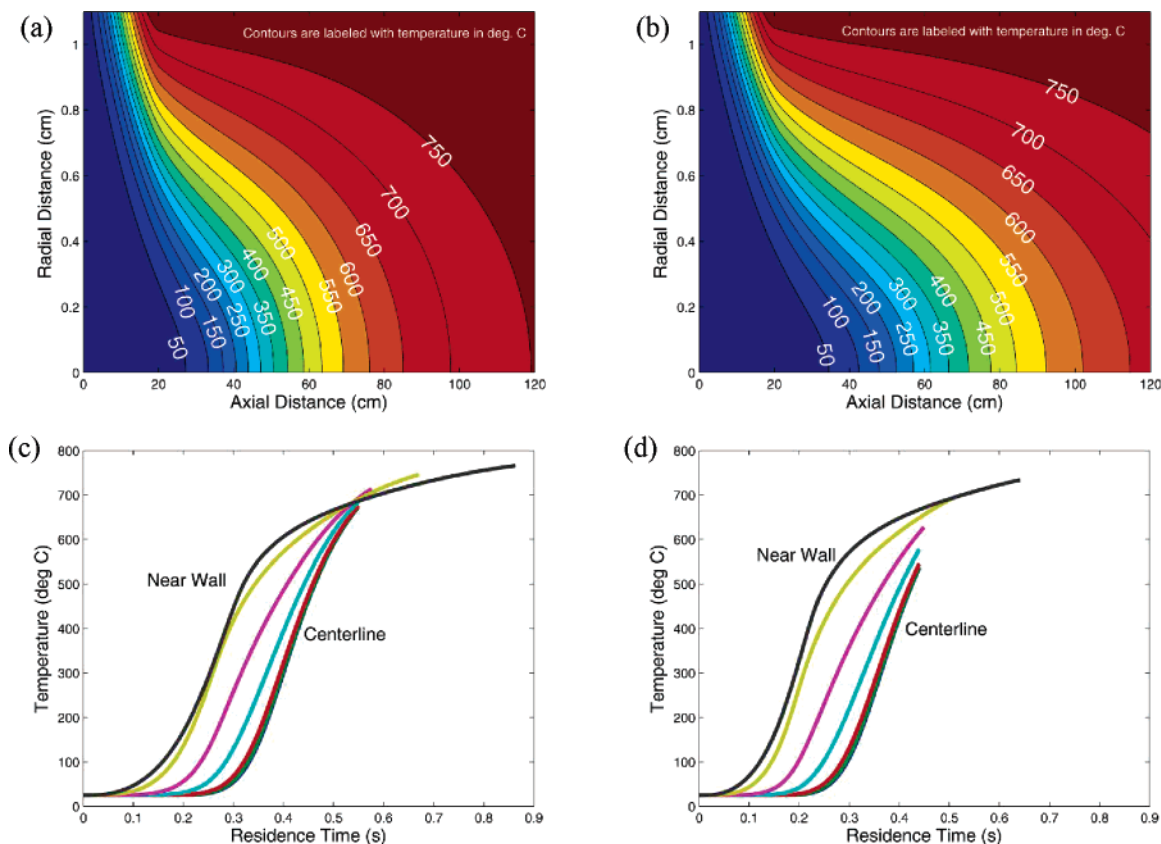 (a)
Contours are labeled with temperature in deg. C
Radial Distance (cm)
1
0.8
0.6
0.4
0.2
0
750
700
650
600
550
500
450
400
350
300
250
200
150
100
50
0 20 40 60 80 100 120
Axial Distance (cm)
(b)
Contours are labeled with temperature in deg. C
Radial Distance (cm)
1
0.8
0.6
0.4
0.2
0
750
700
650
600
550
500
450
400
350
300
250
200
150
100
50
0 20 40 60 80 100 120
Axial Distance (cm)
(c)
Temperature (deg C)
800
700
600
500
400
300
200
100
0
Near Wall
Centerline
0 0.1 0.2 0.3 0.4 0.5 0.6 0.7 0.8 0.9
Residence Time (s)
(d)
Temperature (deg C)
800
700
600
500
400
300
200
100
0
Near Wall
Centerline
0 0.1 0.2 0.3 0.4 0.5 0.6 0.7 0.8 0.9
Residence Time (s)